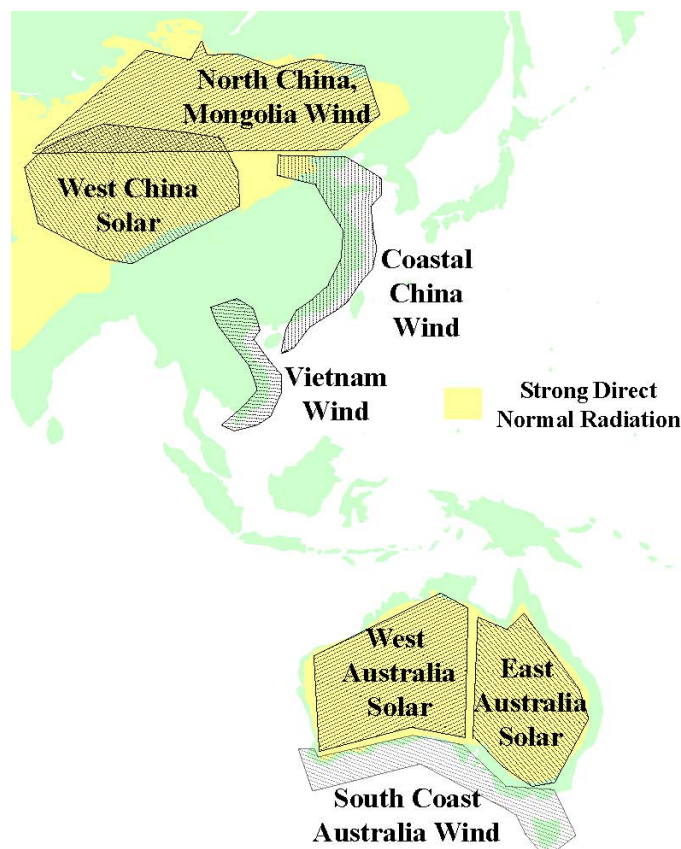 North China,
Mongolia Wind
West China
Solar
Coastal
China
Wind
Vietnam
Wind
Strong Direct
Normal Radiation
West
Australia
Solar
East
Australia
Solar
South Coast
Australia Wind